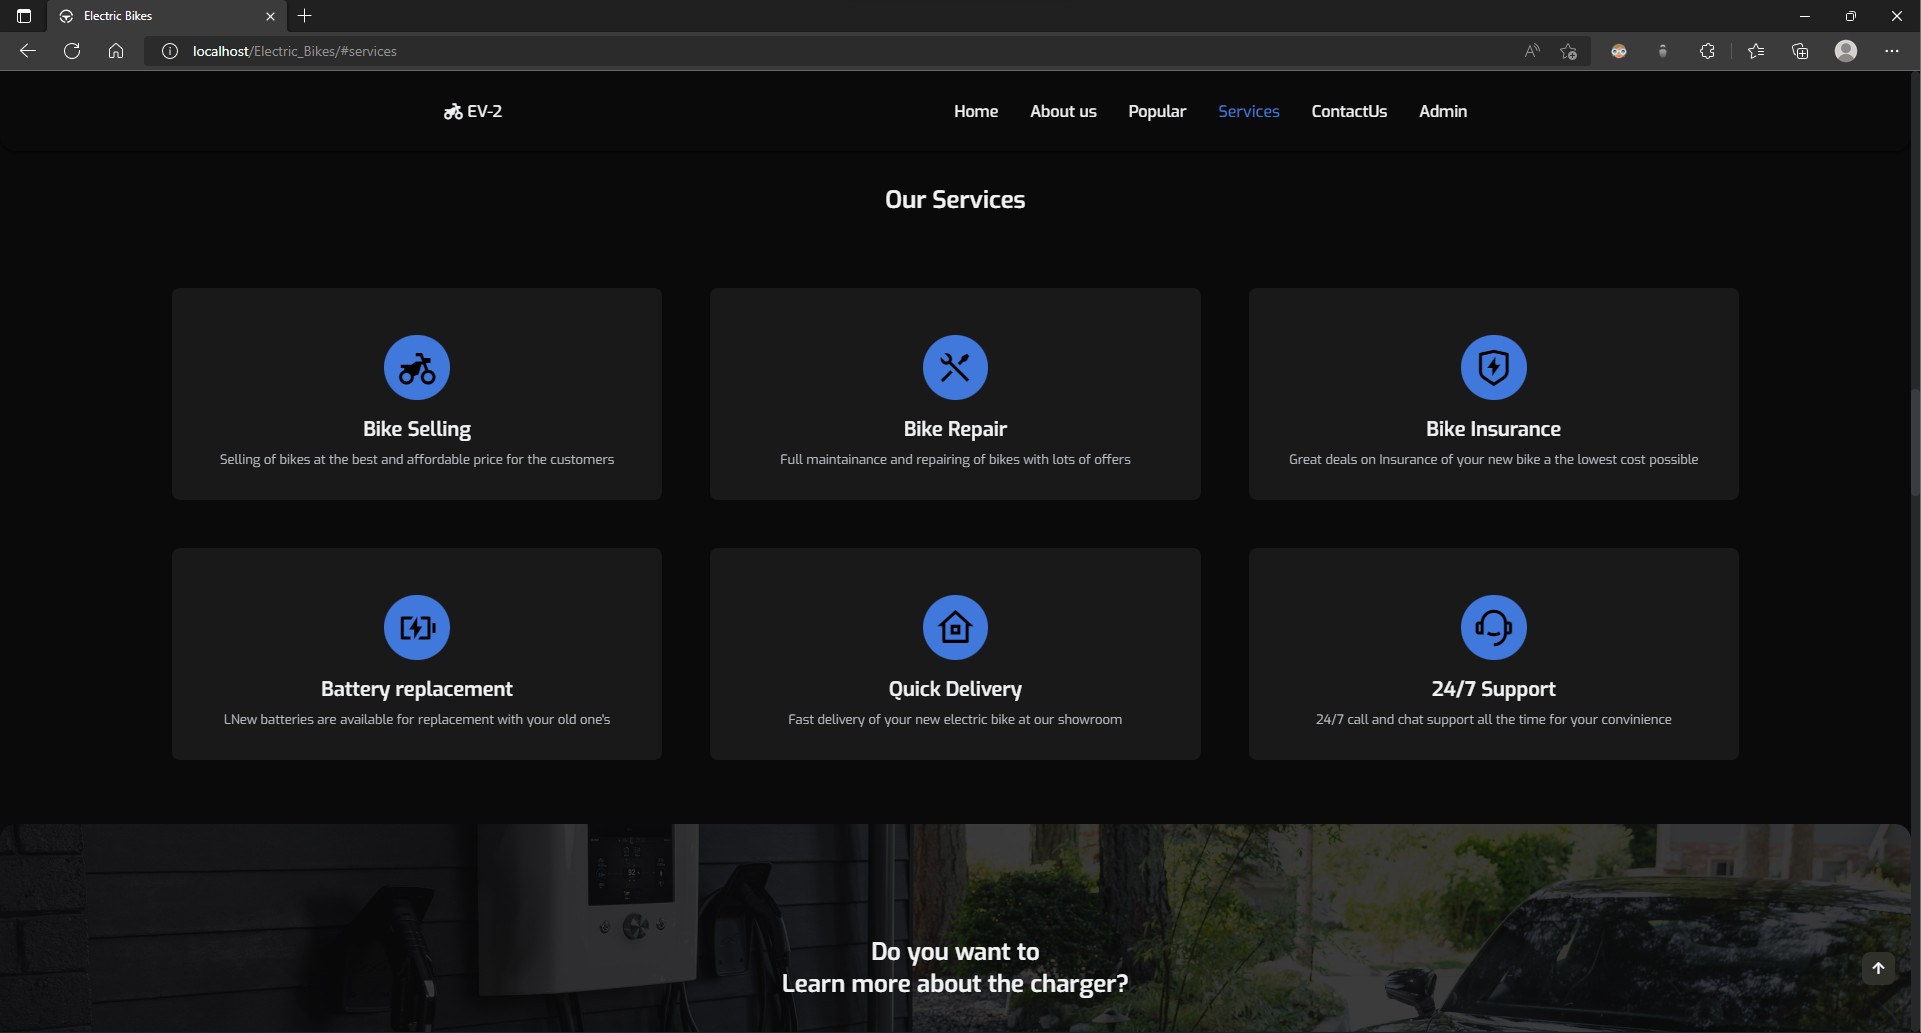 Electric Bikes
localhost/Electric_Bikes/#services
EV-2
Home About us Popular Services ContactUs Admin
Our Services
Bike Selling
Selling of bikes at the best and affordable price for the customers
Bike Repair
Full maintainance and repairing of bikes with lots of offers
Bike Insurance
Great deals on Insurance of your new bike a the lowest cost possible
Battery replacement
LNew batteries are available for replacement with your old one's
Quick Delivery
Fast delivery of your new electric bike at our showroom
24/7 Support
24/7 call and chat support all the time for your convinience
Do you want to
Learn more about the charger?